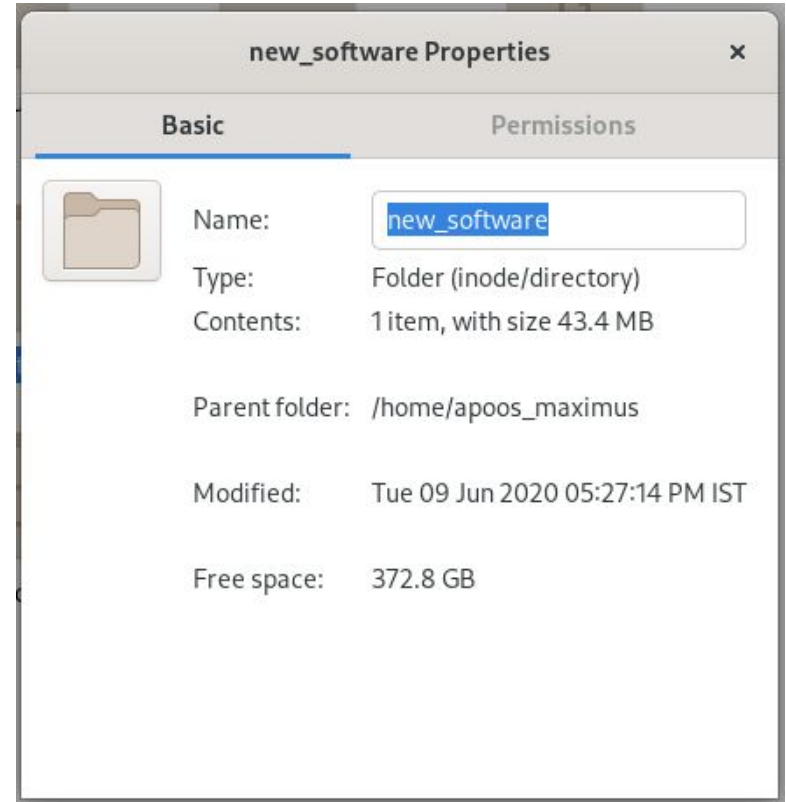 new_software Properties ×
Basic Permissions
Name: new_software
Type: Folder (inode/directory)
Contents: 1 item, with size 43.4 MB
Parent folder: /home/apoos_maximus
Modified: Tue 09 Jun 2020 05:27:14 PM IST
Free space: 372.8 GB